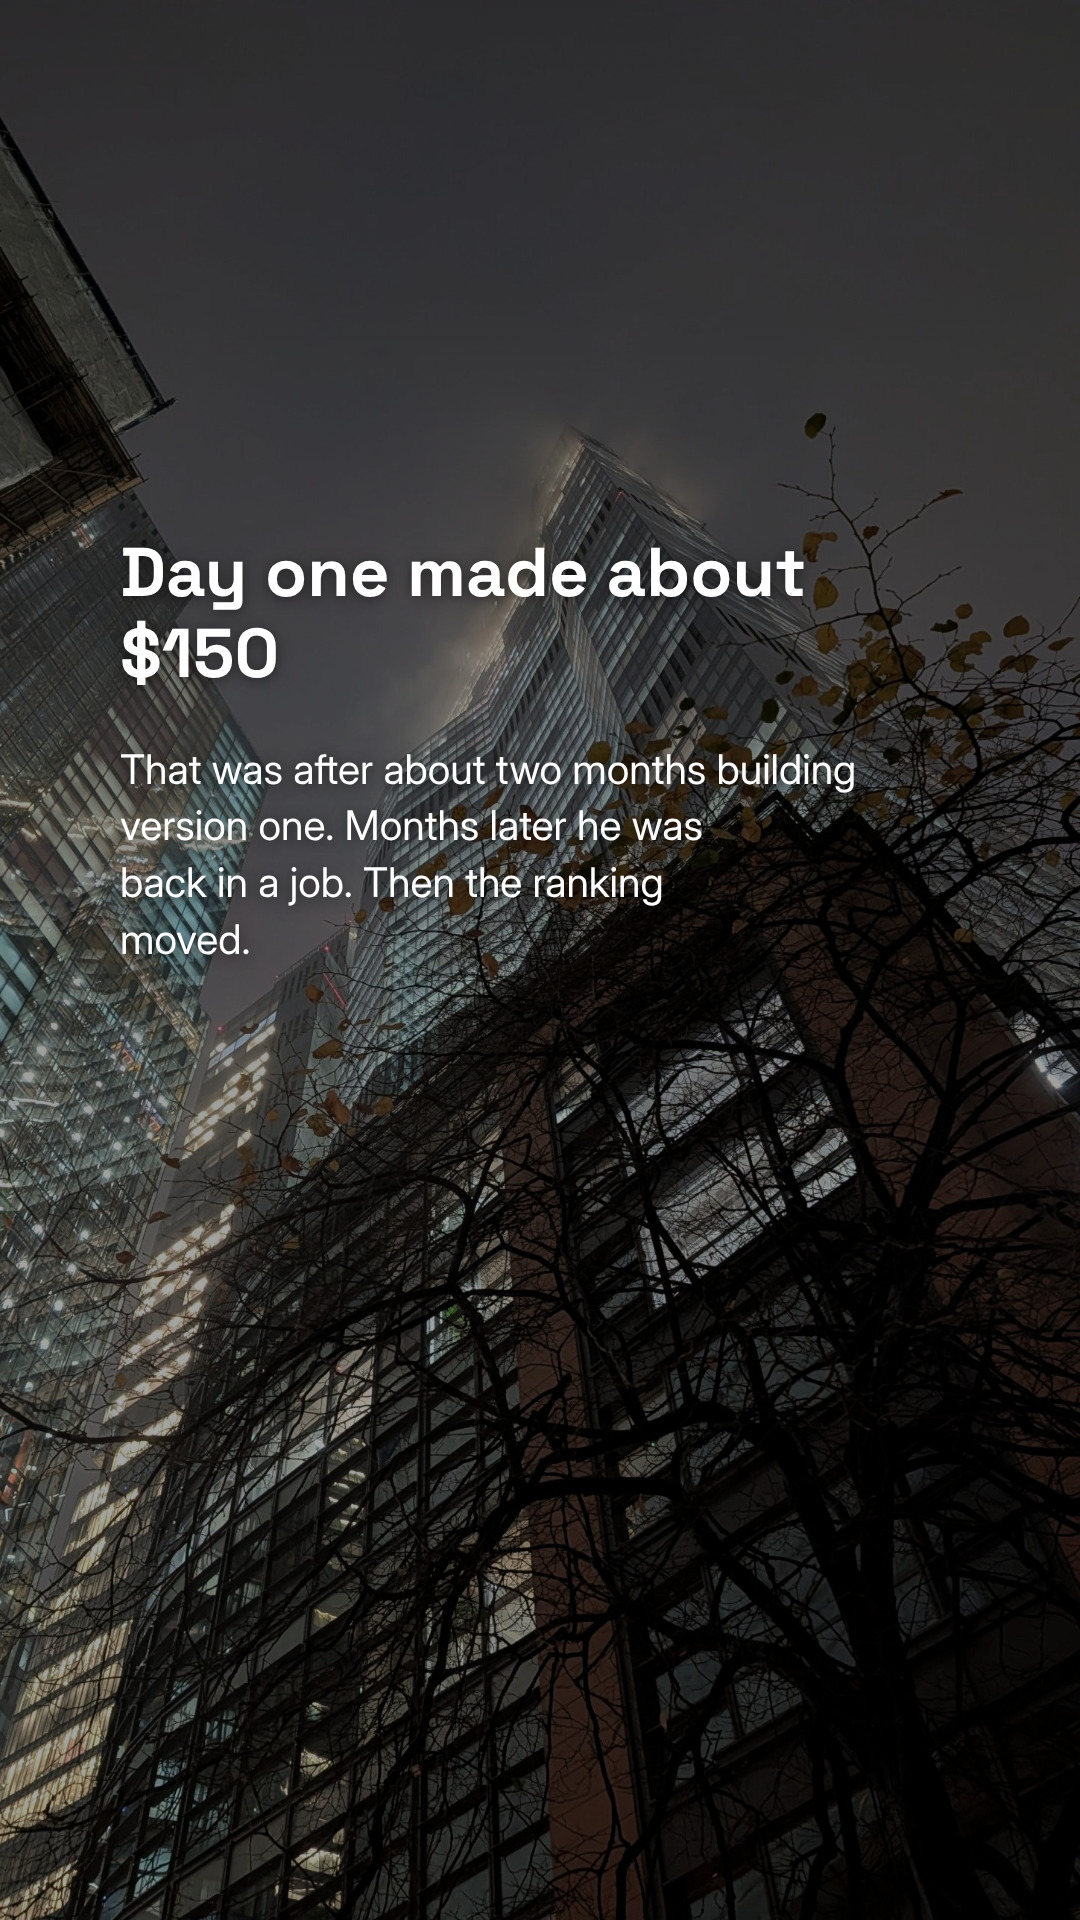 Day one made about
$150
That was after about two months building
version one. Months later he was
back in a job. Then the ranking
moved.